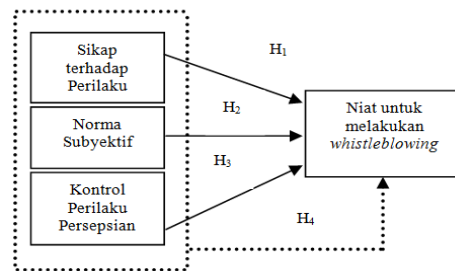 Sikap
terhadap
Perilaku
H1
Norma
Subyektif
H2
Kontrol
Perilaku
Persepsian
H3
H4
Niat untuk
melakukan
whistleblowing